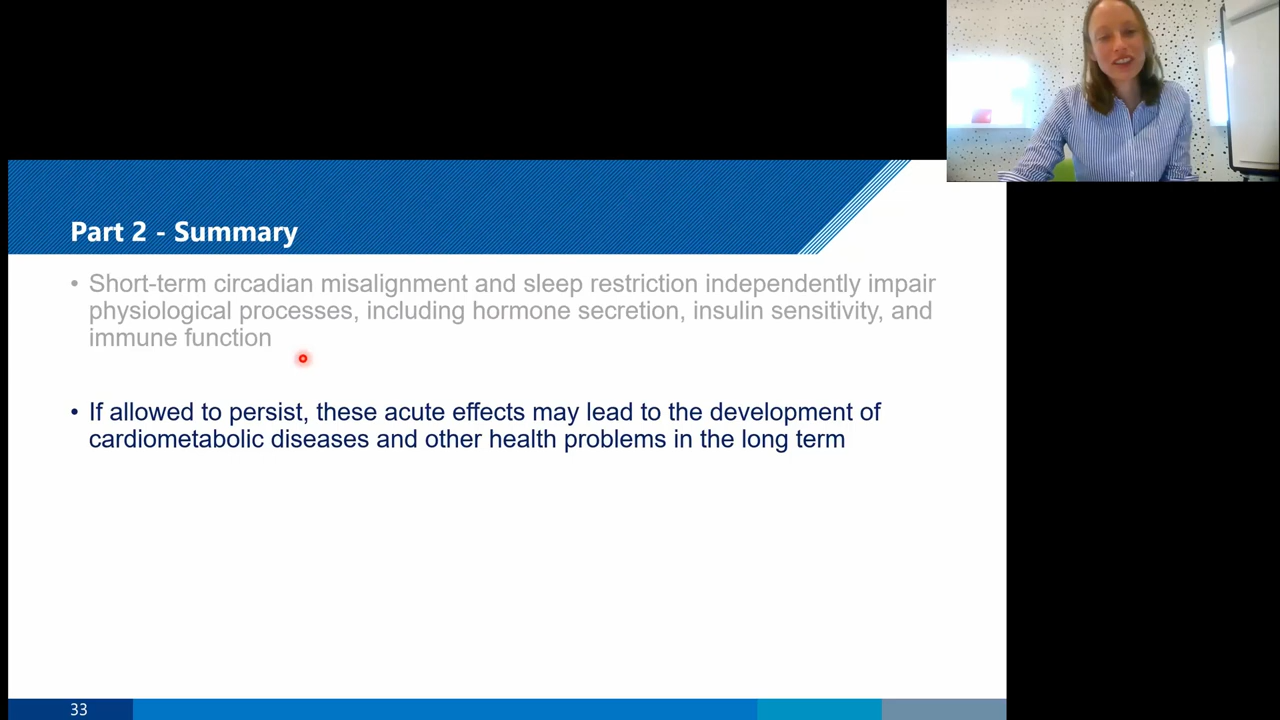 Part 2 - Summary
• Short-term circadian misalignment and sleep restriction independently impair
physiological processes, including hormone secretion, insulin sensitivity, and
immune function
• If allowed to persist, these acute effects may lead to the development of
cardiometabolic diseases and other health problems in the long term
33